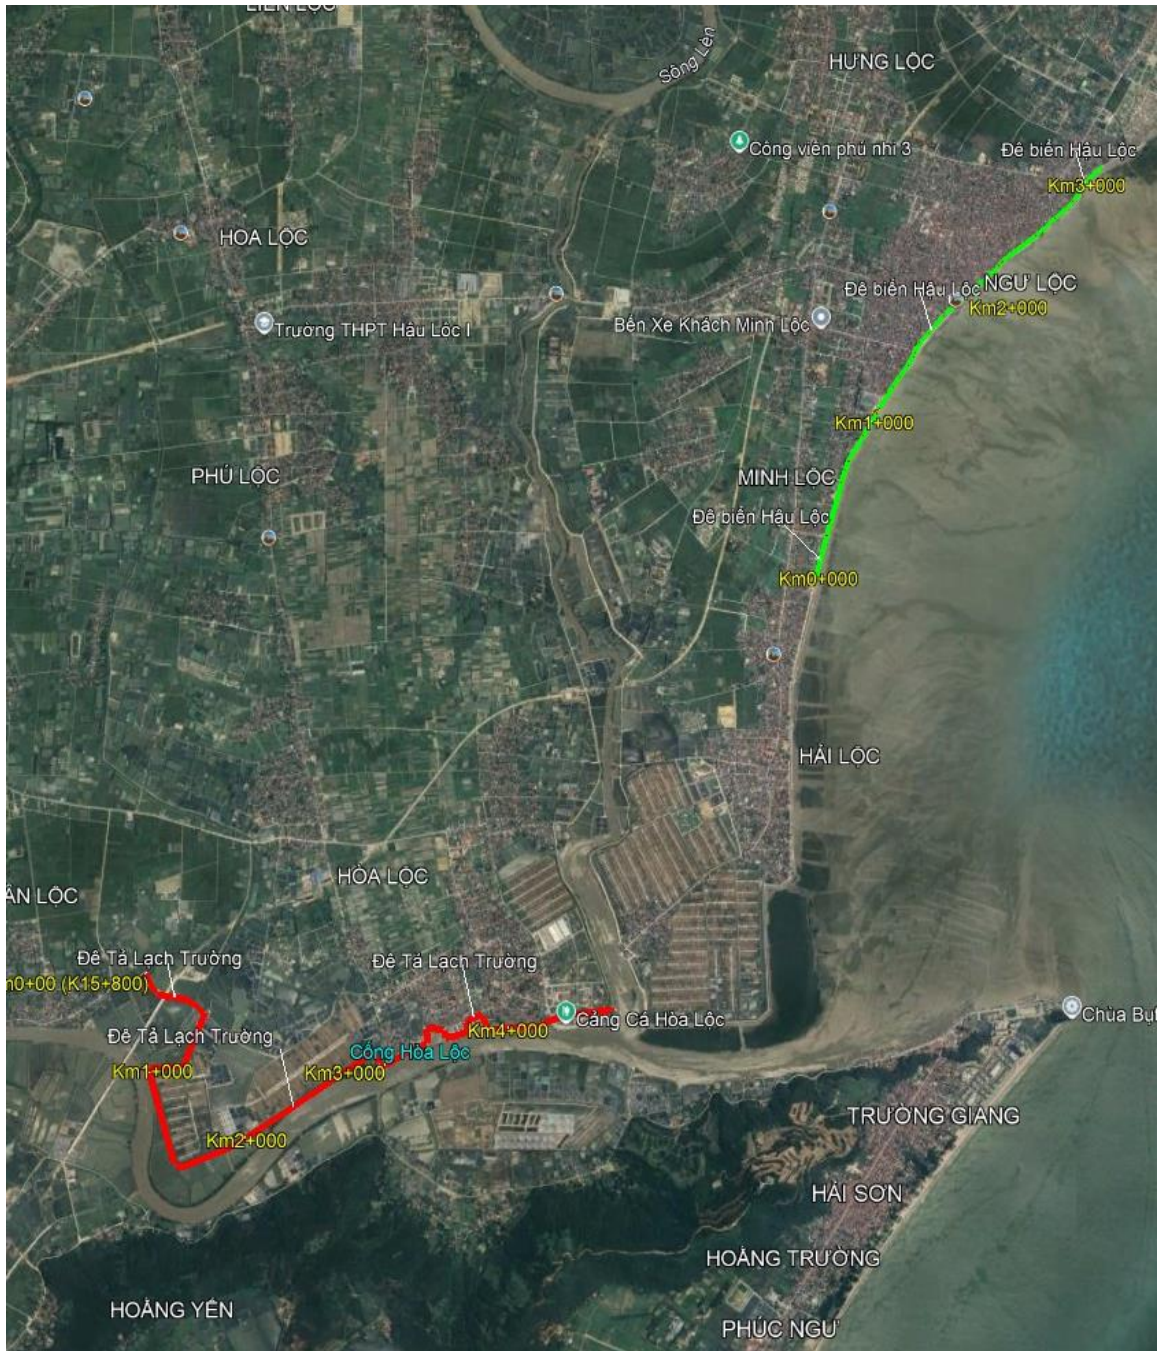 LIÊN LỘC
Sông Lèn
HƯNG LỘC
Công viên phú nhi 3
Đê biển Hậu Lộc
Km3+000
HOA LỘC
Đê biển Hậu Lộc
NGƯ LỘC
Km2+000
Trường THPT Hậu Lộc I
Bến Xe Khách Minh Lộc
Km1+000
PHÚ LỘC
MINH LỘC
Đê biển Hậu Lộc
Km0+000
HẢI LỘC
HÒA LỘC
ÂN LỘC
Đê Tả Lạch Trường
Đê Tả Lạch Trường
m0+00 (K15+800)
Đê Tả Lạch Trường
Km4+000
Cảng Cá Hòa Lộc
Chùa Bụt
Cống Hòa Lộc
Km1+000
Km3+000
TRƯỜNG GIANG
Km2+000
HẢI SƠN
HOẰNG TRƯỜNG
HOẰNG YẾN
PHÚC NGƯ